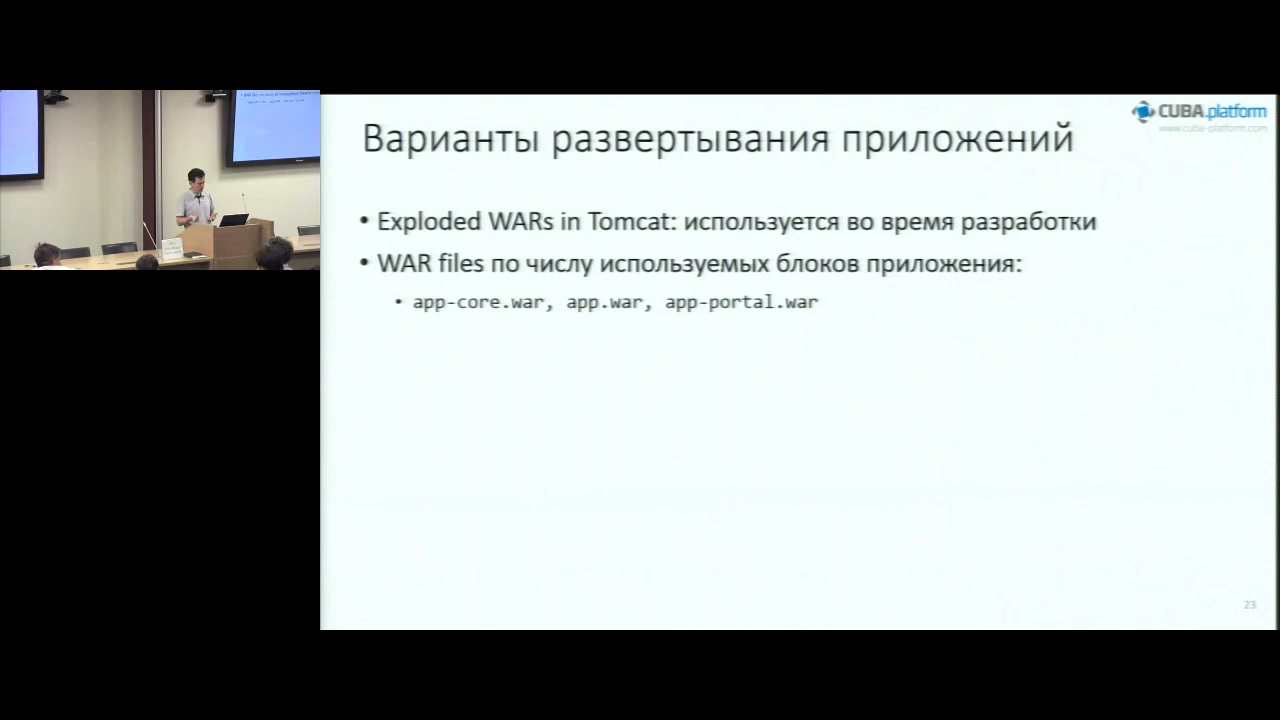 CUBA.platform
www.cuba-platform.com
Варианты развертывания приложений
• Exploded WARs in Tomcat: используется во время разработки
• WAR files по числу используемых блоков приложения:
• app-core.war, app.war, app-portal.war
23